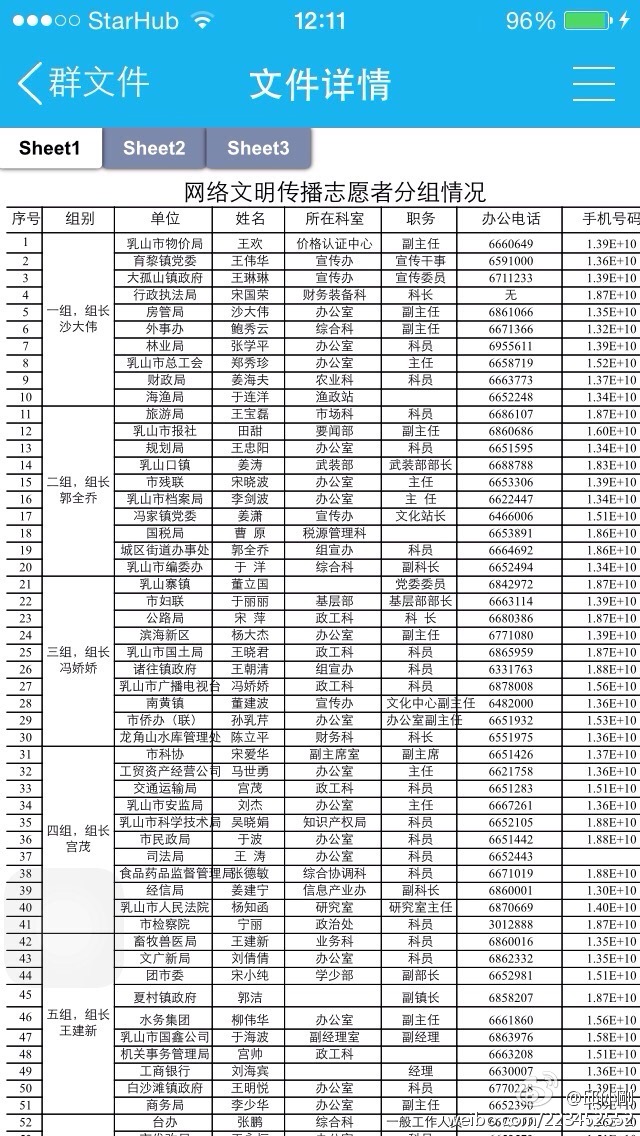 StarHub 12:11 96%
群文件 文件详情
Sheet1 Sheet2 Sheet3
网络文明传播志愿者分组情况
序号 组别 单位 姓名 所在科室 职务 办公电话 手机号码
1 乳山市物价局 王欢 价格认证中心 副主任 6660649 1.39E+10
2 育黎镇党委 王伟华 宣传办 宣传干事 6591000 1.36E+10
3 大孤山镇政府 王琳琳 宣传办 宣传委员 6711233 1.39E+10
4 行政执法局 宋国荣 财务装备科 科长 无 1.87E+10
一组，组长
5 房管局 沙大伟 办公室 副主任 6861066 1.35E+10
沙大伟
6 外事办 鲍秀云 综合科 副主任 6671366 1.32E+10
7 林业局 张学平 办公室 科员 6955611 1.39E+10
8 乳山市总工会 郑秀珍 办公室 主任 6658719 1.52E+10
9 财政局 姜海夫 农业科 科员 6663773 1.37E+10
10 海渔局 于连洋 渔政站 6652248 1.34E+10
11 旅游局 王宝磊 市场科 科员 6686107 1.87E+10
12 乳山市报社 田甜 要闻部 副主任 6860686 1.60E+10
13 规划局 王忠阳 办公室 科员 6651595 1.34E+10
14 乳山口镇 姜涛 武装部 武装部部长 6688788 1.83E+10
二组，组长
15 市残联 宋晓波 办公室 主任 6653306 1.39E+10
郭全乔
16 乳山市档案局 李剑波 办公室 主 任 6622447 1.34E+10
17 冯家镇党委 姜潇 宣传办 文化站长 6466006 1.51E+10
18 国税局 曹 原 税源管理科 6653891 1.86E+10
19 城区街道办事处 郭全乔 组宣办 科员 6664692 1.86E+10
20 乳山市编委办 于 洋 综合科 副科长 6652494 1.34E+10
21 乳山寨镇 董立国 党委委员 6842972 1.87E+10
22 市妇联 于丽丽 基层部 基层部部长 6663114 1.39E+10
23 公路局 宋 萍 政工科 科 长 6680386 1.87E+10
24 滨海新区 杨大杰 办公室 副主任 6771080 1.39E+10
三组，组长
25 乳山市国土局 王晓君 政工科 科员 6865959 1.87E+10
冯娇娇
26 诸往镇政府 王朝清 组宣办 科员 6331763 1.88E+10
27 乳山市广播电视台 冯娇娇 政工科 科员 6878008 1.56E+10
28 南黄镇 董建波 宣传办 文化中心副主任 6482000 1.36E+10
29 市侨办（联） 孙乳芹 办公室 办公室副主任 6651932 1.53E+10
30 龙角山水库管理处 陈立平 财务科 科长 6551975 1.36E+10
31 市科协 宋爱华 副主席室 副主席 6651426 1.37E+10
32 工贸资产经营公司 马世勇 办公室 主任 6621758 1.36E+10
33 交通运输局 宫茂 政工科 科员 6651283 1.51E+10
34 乳山市安监局 刘杰 办公室 主任 6667261 1.36E+10
35 乳山市科学技术局 吴晓娟 知识产权局 科员 6652105 1.88E+10
四组，组长
36 市民政局 于波 办公室 科员 6651442 1.88E+10
宫茂
37 司法局 王 涛 办公室 科员 6652443
38 食品药品监督管理局 张德敏 综合协调科 科员 6671019 1.88E+10
39 经信局 姜建宁 信息产业办 副科长 6860001 1.30E+10
40 乳山市人民法院 杨知函 研究室 研究室主任 6870669 1.40E+10
41 市检察院 宁丽 政治处 科员 3012888 1.87E+10
42 畜牧兽医局 王建新 业务科 科员 6860016 1.35E+10
43 文广新局 刘倩倩 办公室 科员 6862332 1.35E+10
44 团市委 宋小纯 学少部 副部长 6652981 1.51E+10
45 夏村镇政府 郭洁 副镇长 6858207 1.87E+10
五组，组长
46 水务集团 柳伟华 办公室 副主任 6661860 1.56E+10
王建新
47 乳山市国鑫公司 于海波 副经理室 副经理 6863976 1.58E+10
48 机关事务管理局 宫帅 政工科 6663208 1.51E+10
49 工商银行 刘海宾 经理 6630007 1.36E+10
50 白沙滩镇政府 王明悦 办公室 科员 1.39E+10
51 商务局 李少华 办公室 副主任
52 台办 张鹏 综合科 一般工作人员